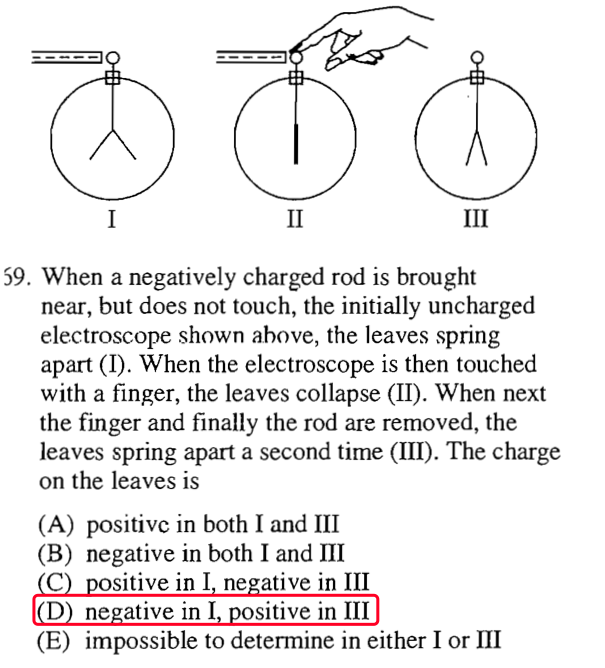 I II III
59. When a negatively charged rod is brought
near, but does not touch, the initially uncharged
electroscope shown above, the leaves spring
apart (I). When the electroscope is then touched
with a finger, the leaves collapse (II). When next
the finger and finally the rod are removed, the
leaves spring apart a second time (III). The charge
on the leaves is
(A) positive in both I and III
(B) negative in both I and III
(C) positive in I, negative in III
(D) negative in I, positive in III
(E) impossible to determine in either I or III